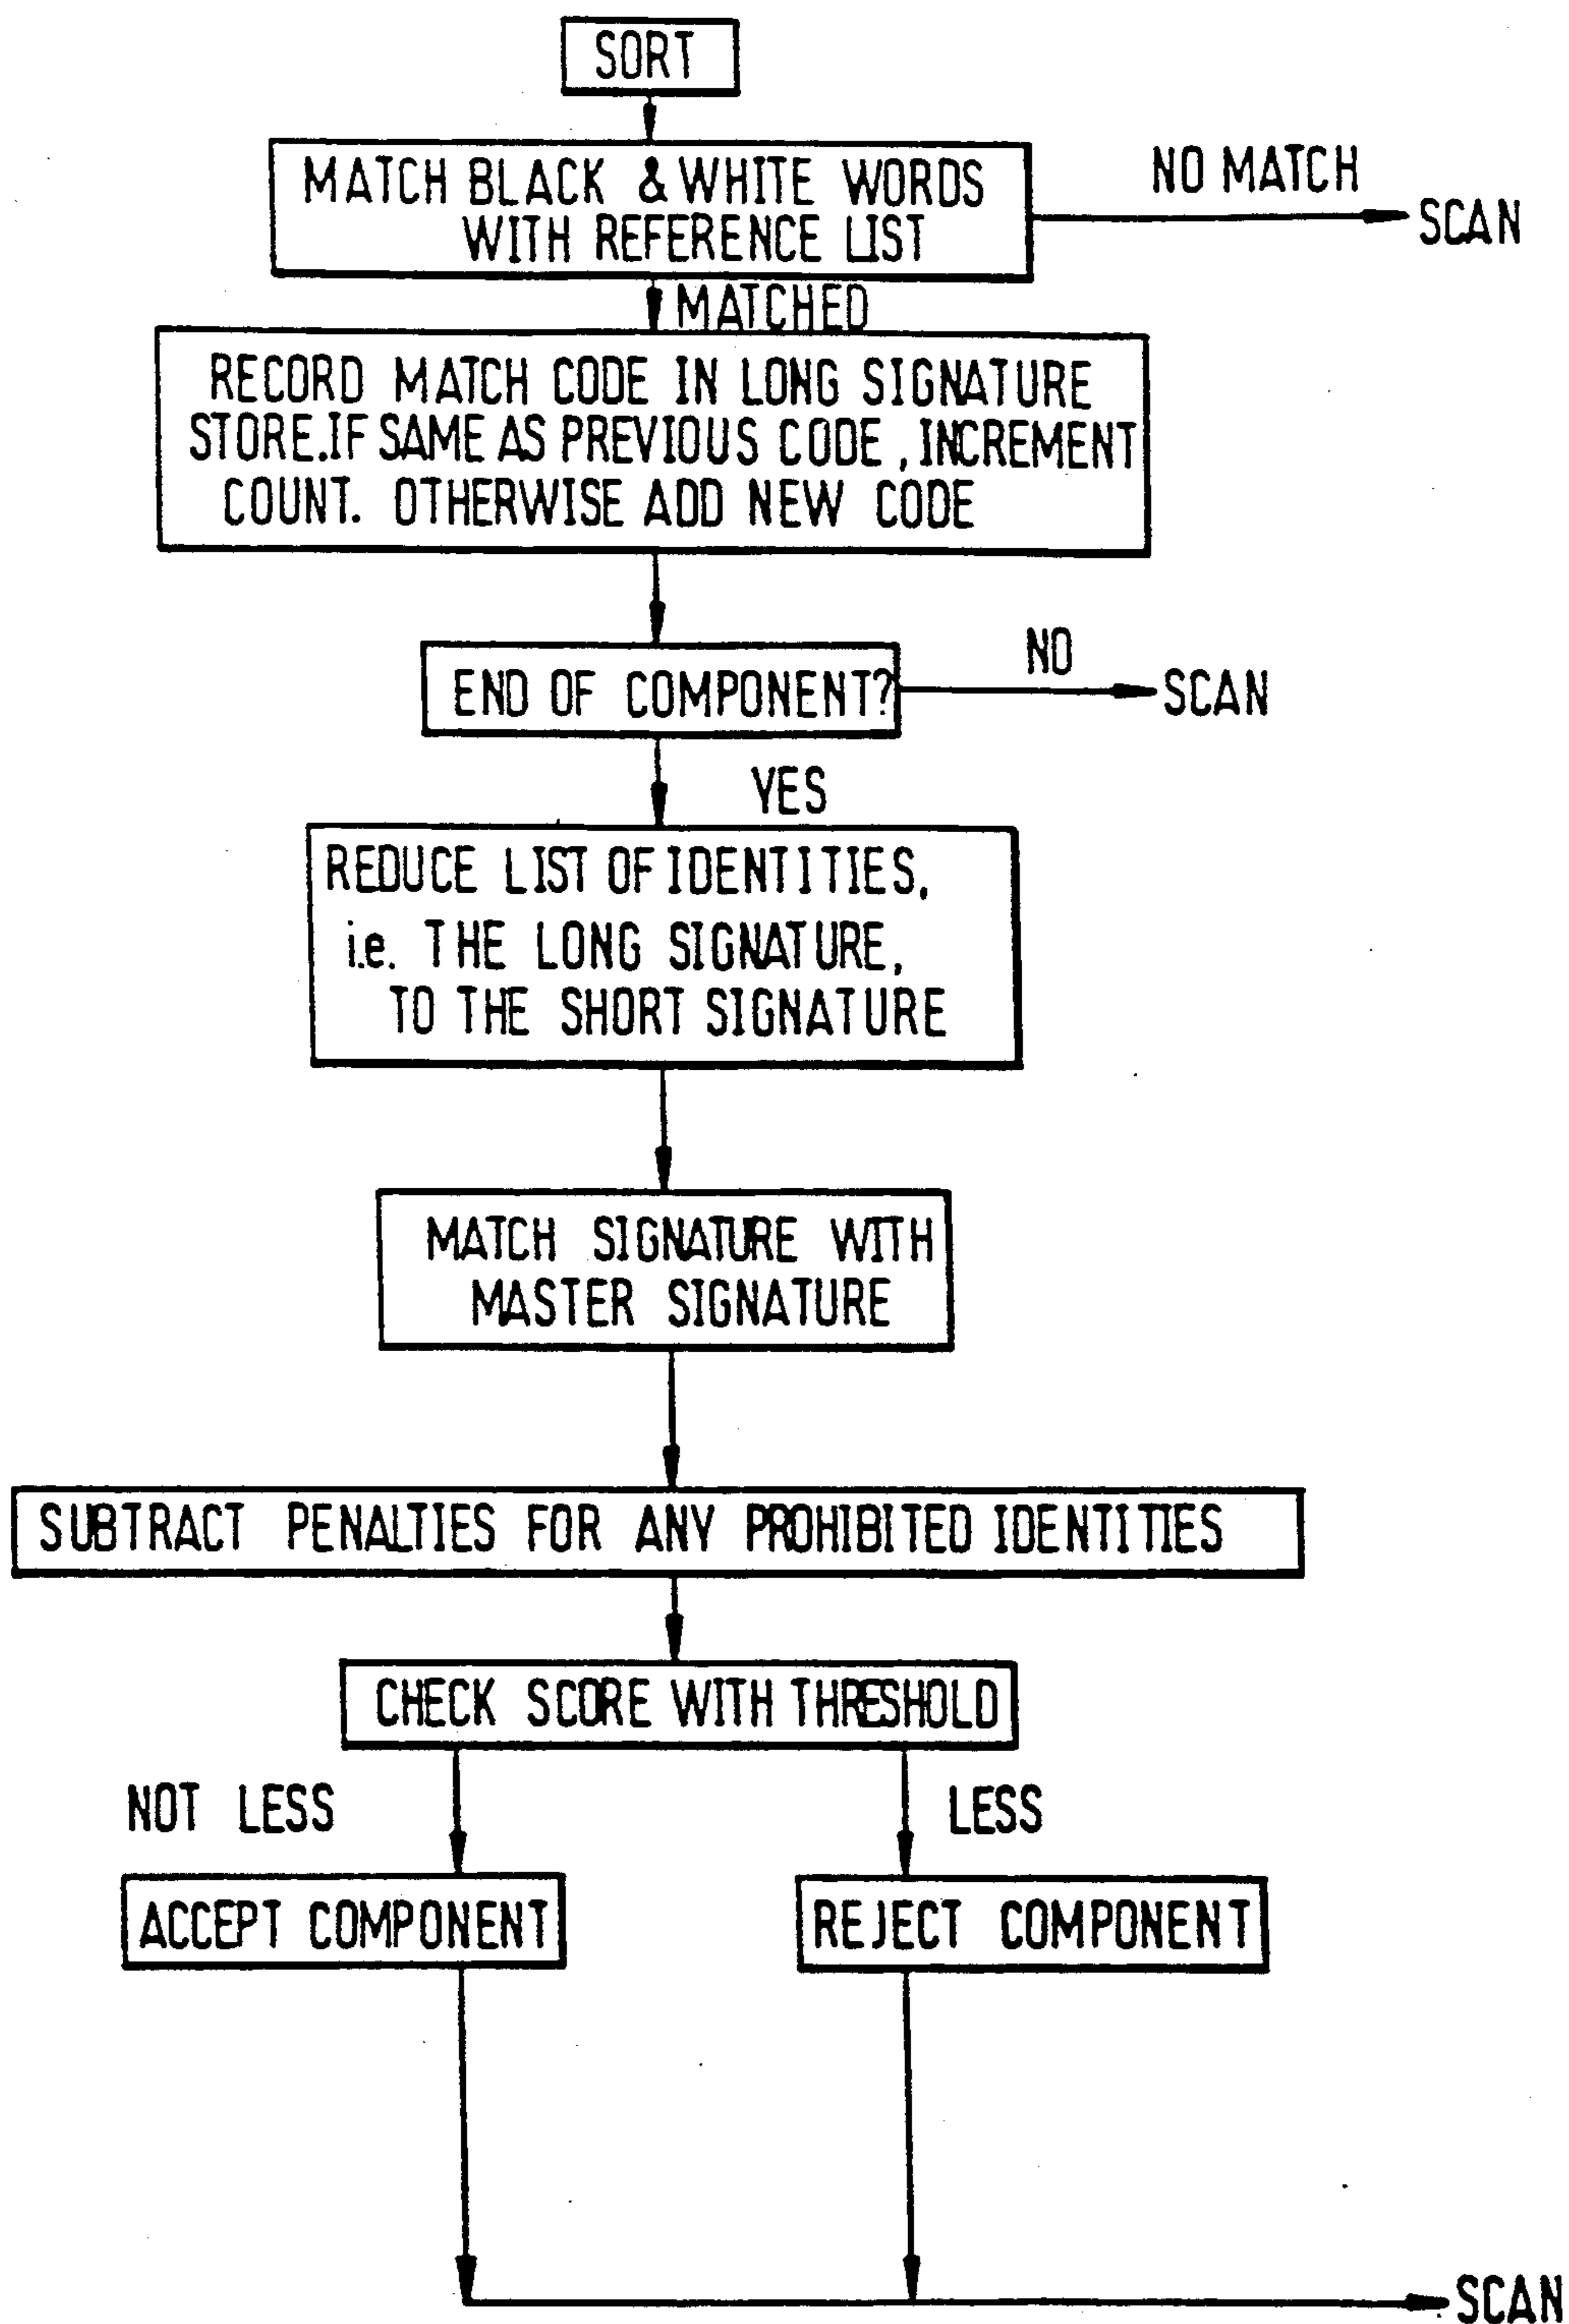 SORT
MATCH BLACK & WHITE WORDS
WITH REFERENCE LIST
NO MATCH
SCAN
MATCHED
RECORD MATCH CODE IN LONG SIGNATURE
STORE.IF SAME AS PREVIOUS CODE, INCREMENT
COUNT. OTHERWISE ADD NEW CODE
END OF COMPONENT?
NO
SCAN
YES
REDUCE LIST OF IDENTITIES,
i.e. THE LONG SIGNATURE,
TO THE SHORT SIGNATURE
MATCH SIGNATURE WITH
MASTER SIGNATURE
SUBTRACT PENALTIES FOR ANY PROHIBITED IDENTITIES
CHECK SCORE WITH THRESHOLD
NOT LESS
LESS
ACCEPT COMPONENT
REJECT COMPONENT
SCAN